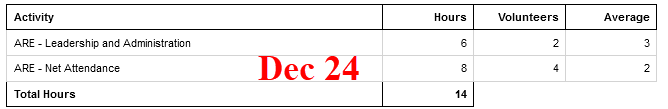 Activity Hours Volunteers Average
ARE - Leadership and Administration 6 2 3
ARE - Net Attendance 8 4 2
Dec 24
Total Hours 14